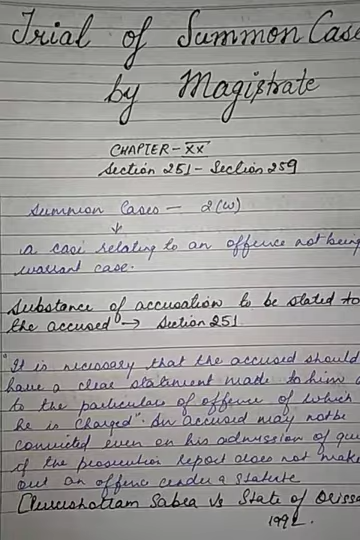 Trial of Summon Case
by Magistrate
CHAPTER - XX
Section 251 - Section 259
Summon Cases - 2(w)
↓
a case relating to an offence not being
warrant case.
Substance of accusation to be stated to
the accused → Section 251
"It is necessary that the accused should
have a clear statement made to him
to the particulars of offence of which
he is charged". An accused may not be
convicted even on his admission of gui
if the prosecution report does not make
out an offence under a statute
Sabea vs State of Orissa
1992.